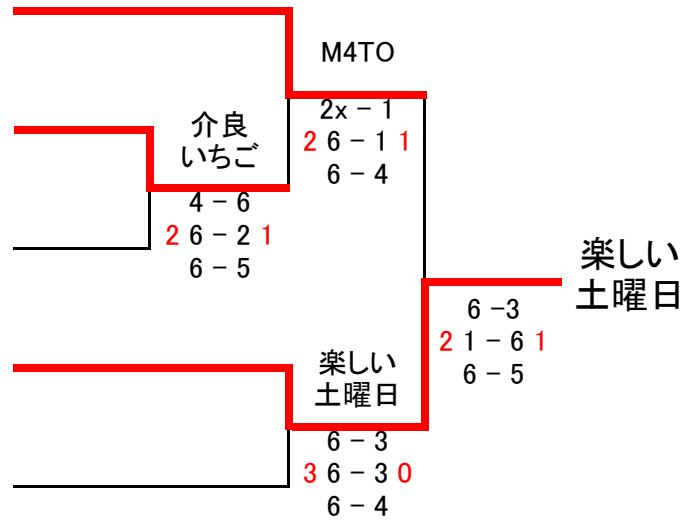 M4TO
2x - 1
2 6 - 1 1
6 - 4
介良
いちご
4 - 6
2 6 - 2 1
6 - 5
楽しい
土曜日
6 -3
2 1 - 6 1
6 - 5
楽しい
土曜日
6 - 3
3 6 - 3 0
6 - 4